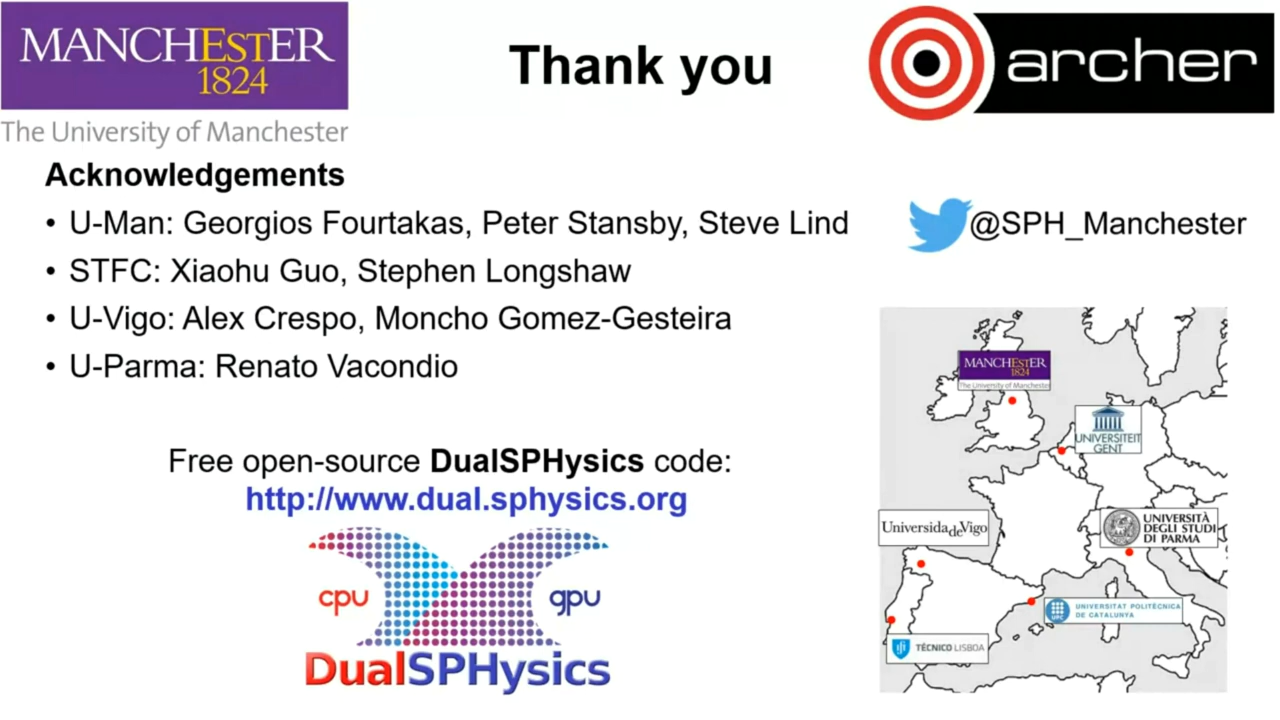 MANCHESTER
1824
The University of Manchester
Thank you
archer
Acknowledgements
• U-Man: Georgios Fourtakas, Peter Stansby, Steve Lind
• STFC: Xiaohu Guo, Stephen Longshaw
• U-Vigo: Alex Crespo, Moncho Gomez-Gesteira
• U-Parma: Renato Vacondio
@SPH_Manchester
Free open-source DualSPHysics code:
http://www.dual.sphysics.org
cpu
gpu
DualSPHysics
MANCHESTER
1824
The University of Manchester
UNIVERSITEIT
GENT
UniversidadeVigo
UNIVERSITÀ
DEGLI STUDI
DI PARMA
UPC
UNIVERSITAT POLITÈCNICA
DE CATALUNYA
TÉCNICO LISBOA